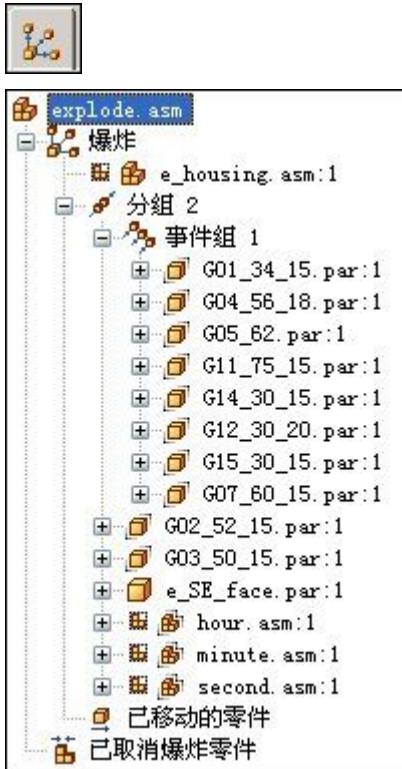 explode.asm
爆炸
e_housing.asm:1
分组 2
事件组 1
G01_34_15.par:1
G04_56_18.par:1
G05_62.par:1
G11_75_15.par:1
G14_30_15.par:1
G12_30_20.par:1
G15_30_15.par:1
G07_60_15.par:1
G02_52_15.par:1
G03_50_15.par:1
e_SE_face.par:1
hour.asm:1
minute.asm:1
second.asm:1
已移动的零件
已取消爆炸零件